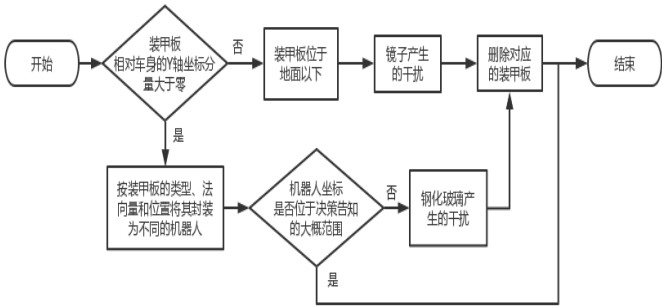 开始
装甲板
相对车身的Y轴坐标分
量大于零
否
装甲板位于
地面以下
镜子产生
的干扰
删除对应
的装甲板
结束
是
按装甲板的类型、法
向量和位置将其封装
为不同的机器人
机器人坐标
是否位于决策告知
的大概范围
否
钢化玻璃产
生的干扰
是